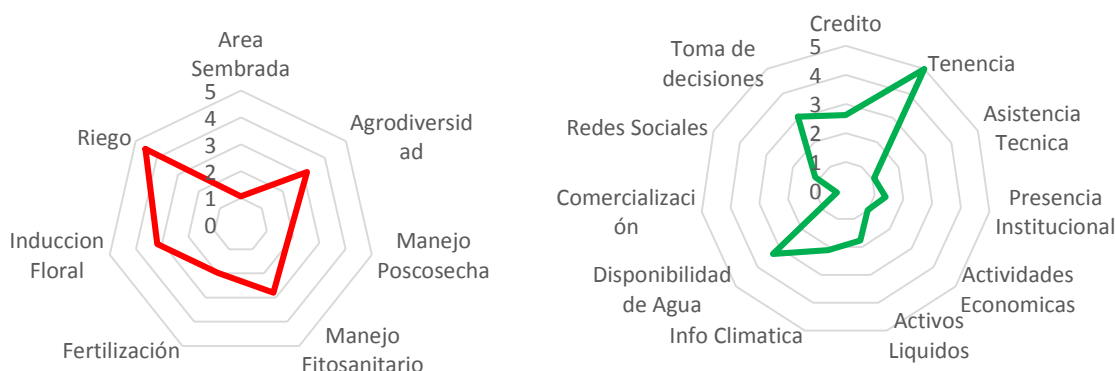 Area
Sembrada
5
4
3
2
1
0
Agrodiversid
ad
Manejo
Poscosecha
Manejo
Fitosanitario
Fertilización
Induccion
Floral
Riego
Credito
5
4
3
2
1
0
Tenencia
Asistencia
Tecnica
Presencia
Institucional
Actividades
Economicas
Activos
Liquidos
Info Climatica
Disponibilidad
de Agua
Comercializaci
ón
Redes Sociales
Toma de
decisiones